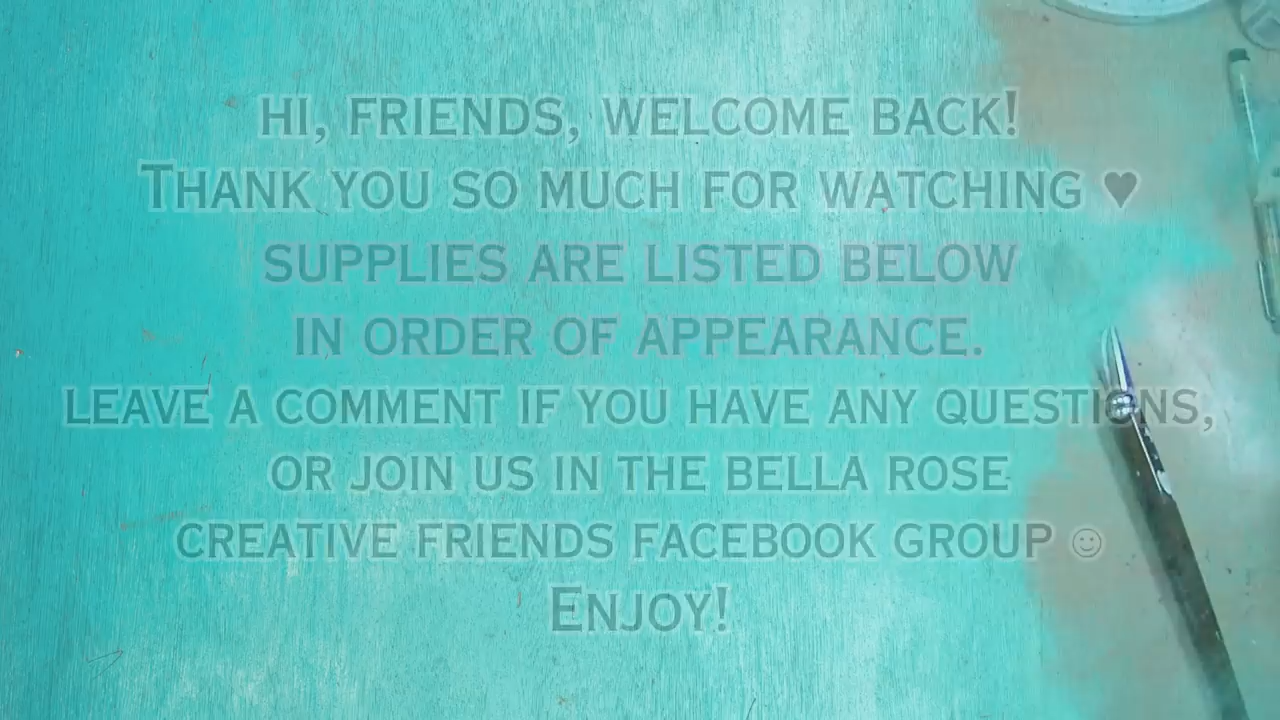 HI, FRIENDS, WELCOME BACK!
THANK YOU SO MUCH FOR WATCHING ♥
SUPPLIES ARE LISTED BELOW
IN ORDER OF APPEARANCE.
LEAVE A COMMENT IF YOU HAVE ANY QUESTIONS,
OR JOIN US IN THE BELLA ROSE
CREATIVE FRIENDS FACEBOOK GROUP ☺
ENJOY!